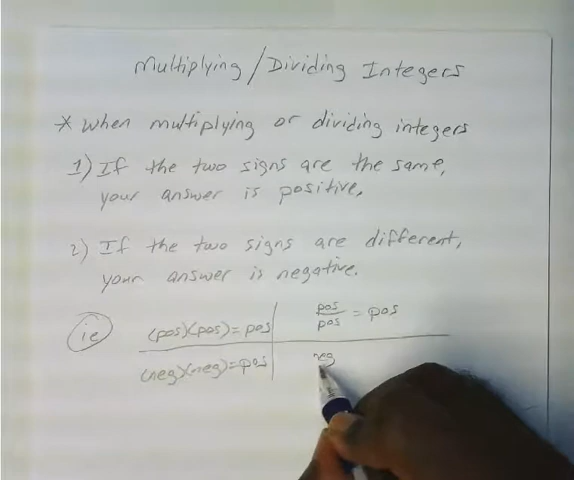 Multiplying/Dividing Integers
* When multiplying or dividing integers
1) If the two signs are the same,
your answer is positive.
2) If the two signs are different,
your answer is negative.
ie
(pos)(pos)=pos
pos
pos
= pos
(neg)(neg)=pos
neg